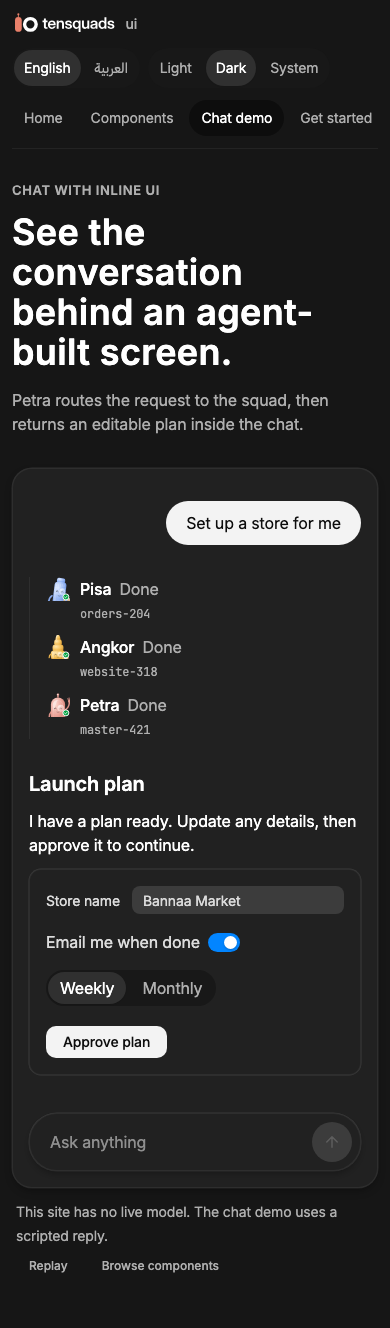 tensquads ui
English العربية Light Dark System
Home Components Chat demo Get started
CHAT WITH INLINE UI
See the
conversation
behind an agent-
built screen.
Petra routes the request to the squad, then
returns an editable plan inside the chat.
Set up a store for me
Pisa Done
orders-204
Angkor Done
website-318
Petra Done
master-421
Launch plan
I have a plan ready. Update any details, then
approve it to continue.
Store name Bannaa Market
Email me when done
Weekly Monthly
Approve plan
Ask anything
This site has no live model. The chat demo uses a
scripted reply.
Replay Browse components